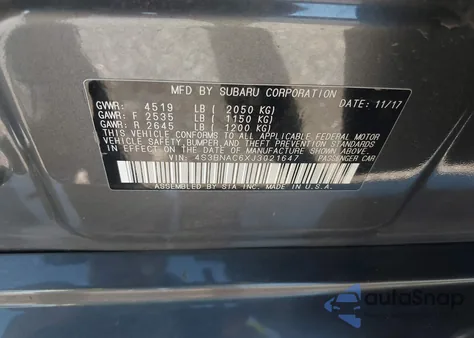 MFD BY SUBARU CORPORATION DATE: 11/17
GVWR: 4519 LB ( 2050 KG)
GAWR: F 2535 LB ( 1150 KG)
GAWR: R 2645 LB ( 1200 KG)
THIS VEHICLE CONFORMS TO ALL APPLICABLE FEDERAL MOTOR
VEHICLE SAFETY, BUMPER, AND THEFT PREVENTION STANDARDS
IN EFFECT ON THE DATE OF MANUFACTURE SHOWN ABOVE.
VIN: 4S3BNAC6XJ3021647 PASSENGER CAR
ASSEMBLED BY SIA INC. MADE IN U.S.A.
autoSnap